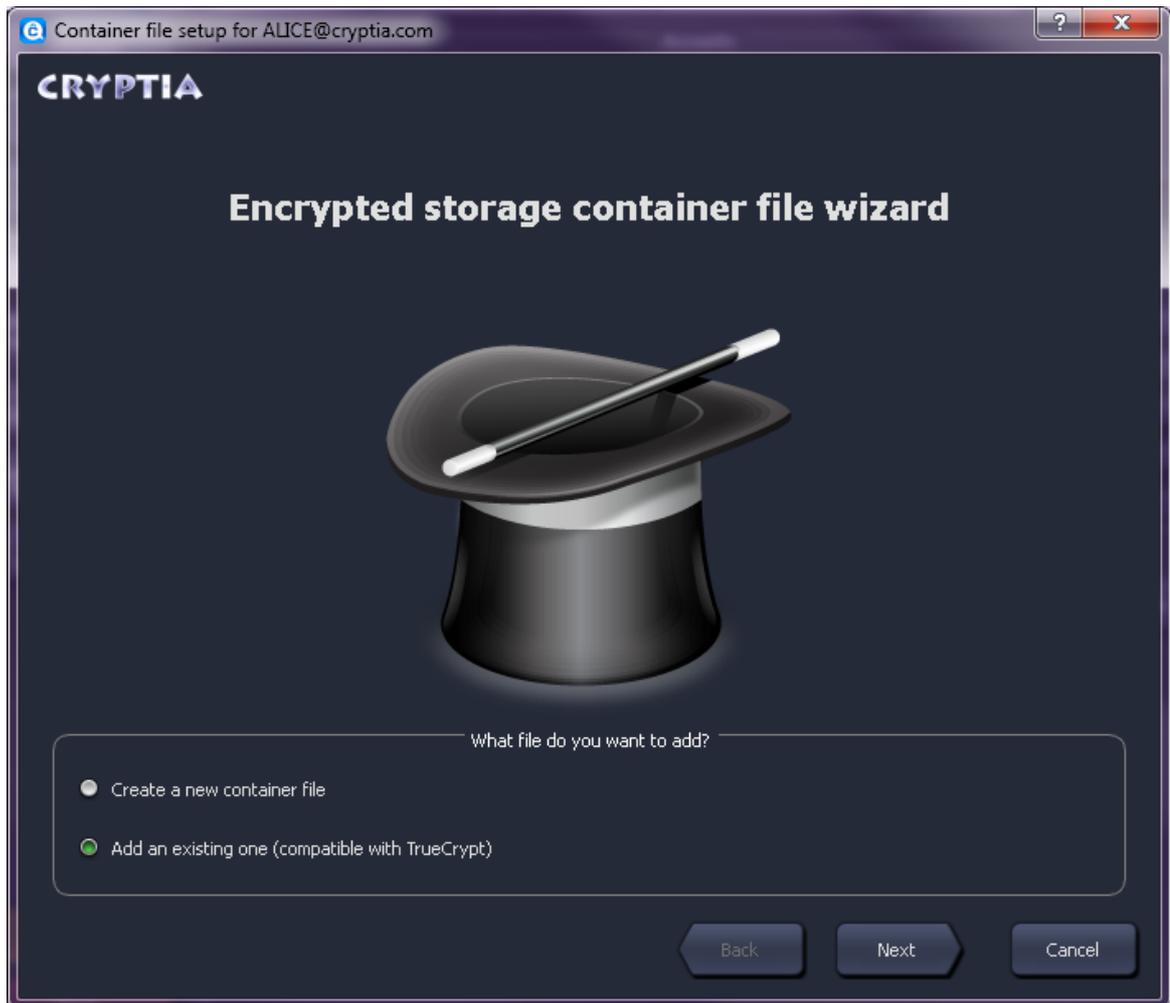 Container file setup for ALICE@cryptia.com
?
X
CRYPTIA
Encrypted storage container file wizard
What file do you want to add?
Create a new container file
Add an existing one (compatible with TrueCrypt)
Back
Next
Cancel